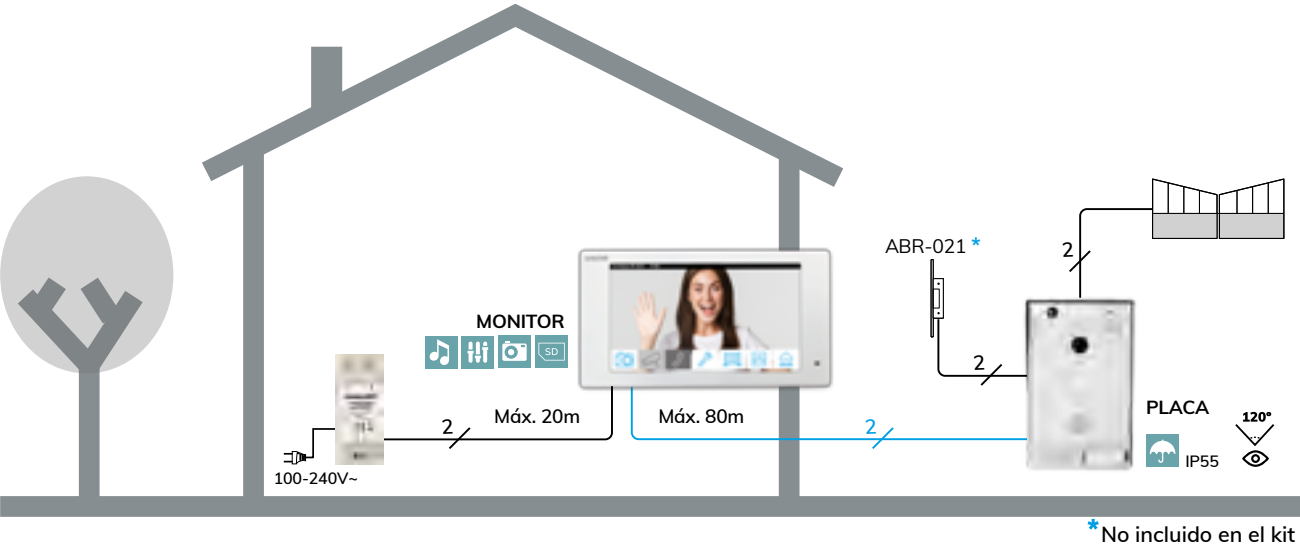 ABR-021 *
2
MONITOR
SD
2
Máx. 20m
Máx. 80m
2
2
PLACA
120°
IP55
100-240V~
*No incluido en el kit